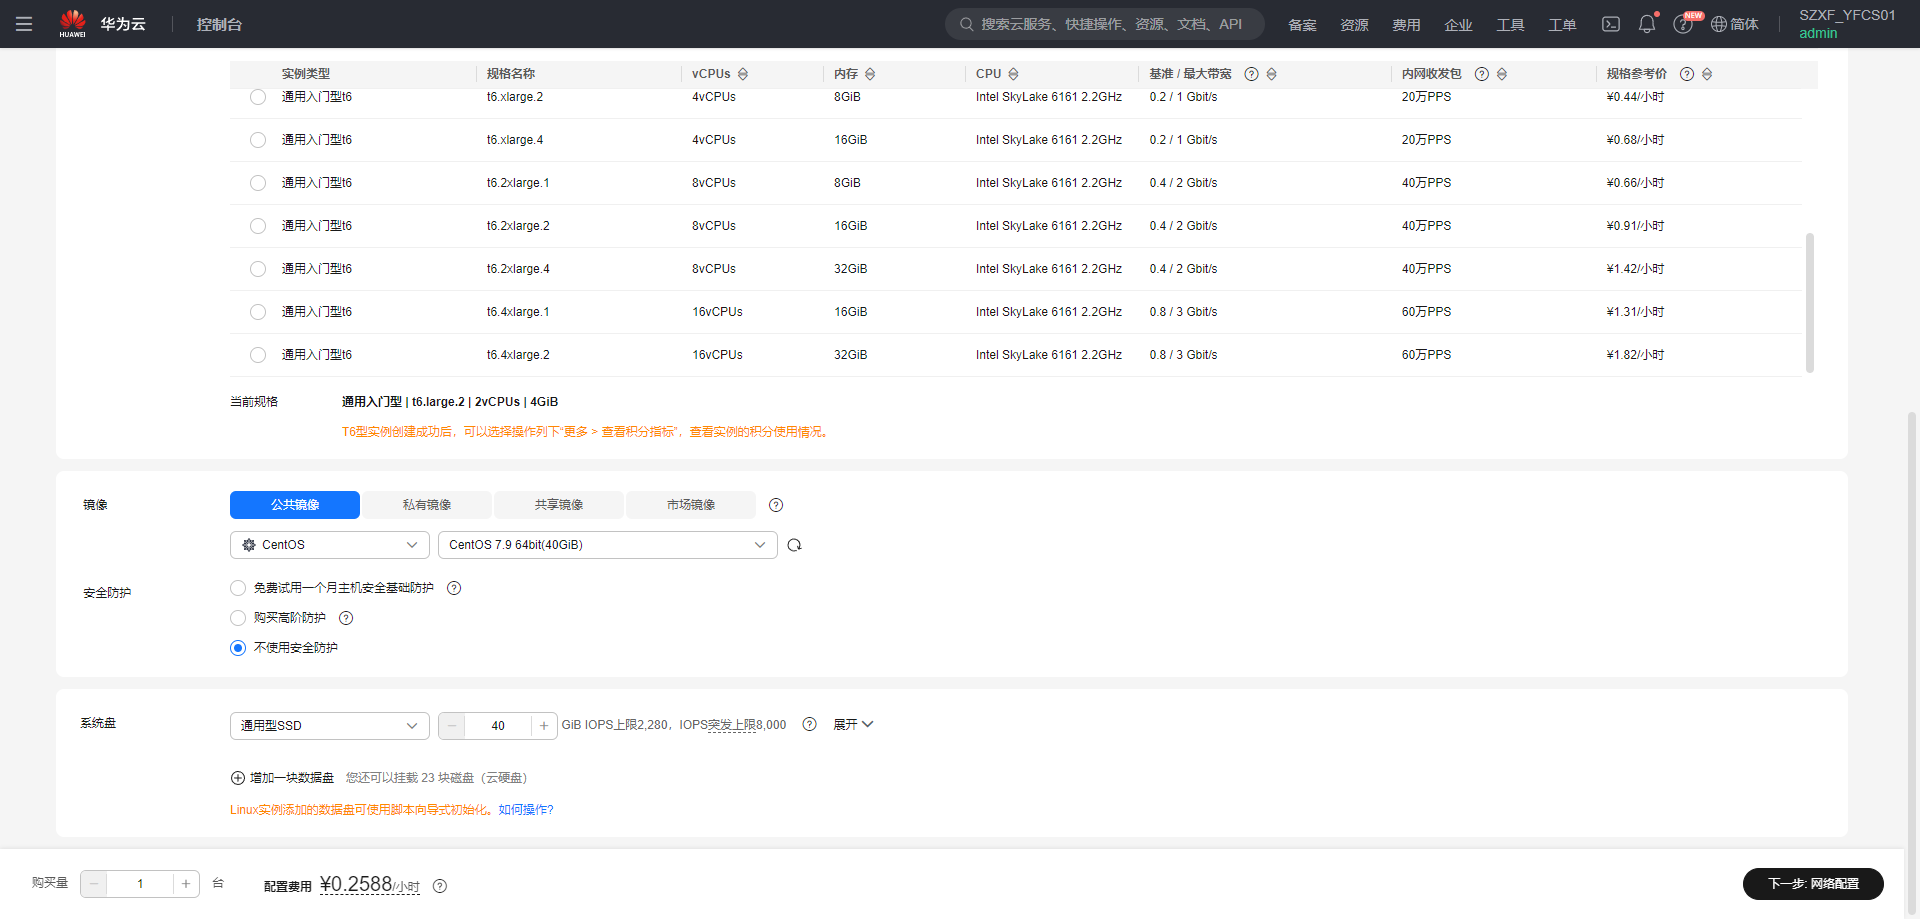 HUAWEI 华为云 控制台 搜索云服务、快捷操作、资源、文档、API 备案 资源 费用 企业 工具 工单 NEW 简体 SZXF_YFCS01
admin
实例类型 规格名称 vCPUs 内存 CPU 基准 / 最大带宽 内网收发包 规格参考价
通用入门型t6 t6.xlarge.2 4vCPUs 8GiB Intel SkyLake 6161 2.2GHz 0.2 / 1 Gbit/s 20万PPS ¥0.44/小时
通用入门型t6 t6.xlarge.4 4vCPUs 16GiB Intel SkyLake 6161 2.2GHz 0.2 / 1 Gbit/s 20万PPS ¥0.68/小时
通用入门型t6 t6.2xlarge.1 8vCPUs 8GiB Intel SkyLake 6161 2.2GHz 0.4 / 2 Gbit/s 40万PPS ¥0.66/小时
通用入门型t6 t6.2xlarge.2 8vCPUs 16GiB Intel SkyLake 6161 2.2GHz 0.4 / 2 Gbit/s 40万PPS ¥0.91/小时
通用入门型t6 t6.2xlarge.4 8vCPUs 32GiB Intel SkyLake 6161 2.2GHz 0.4 / 2 Gbit/s 40万PPS ¥1.42/小时
通用入门型t6 t6.4xlarge.1 16vCPUs 16GiB Intel SkyLake 6161 2.2GHz 0.8 / 3 Gbit/s 60万PPS ¥1.31/小时
通用入门型t6 t6.4xlarge.2 16vCPUs 32GiB Intel SkyLake 6161 2.2GHz 0.8 / 3 Gbit/s 60万PPS ¥1.82/小时
当前规格 通用入门型 | t6.large.2 | 2vCPUs | 4GiB
T6型实例创建成功后，可以选择操作列下“更多 > 查看积分指标”，查看实例的积分使用情况。
镜像 公共镜像 私有镜像 共享镜像 市场镜像
CentOS CentOS 7.9 64bit(40GiB)
安全防护 免费试用一个月主机安全基础防护
购买高阶防护
不使用安全防护
系统盘 通用型SSD 40 GiB IOPS上限2,280，IOPS突发上限8,000 展开
增加一块数据盘 您还可以挂载 23 块磁盘（云硬盘）
Linux实例添加的数据盘可使用脚本向导式初始化。如何操作?
购买量 1 台 配置费用 ¥0.2588/小时 下一步: 网络配置